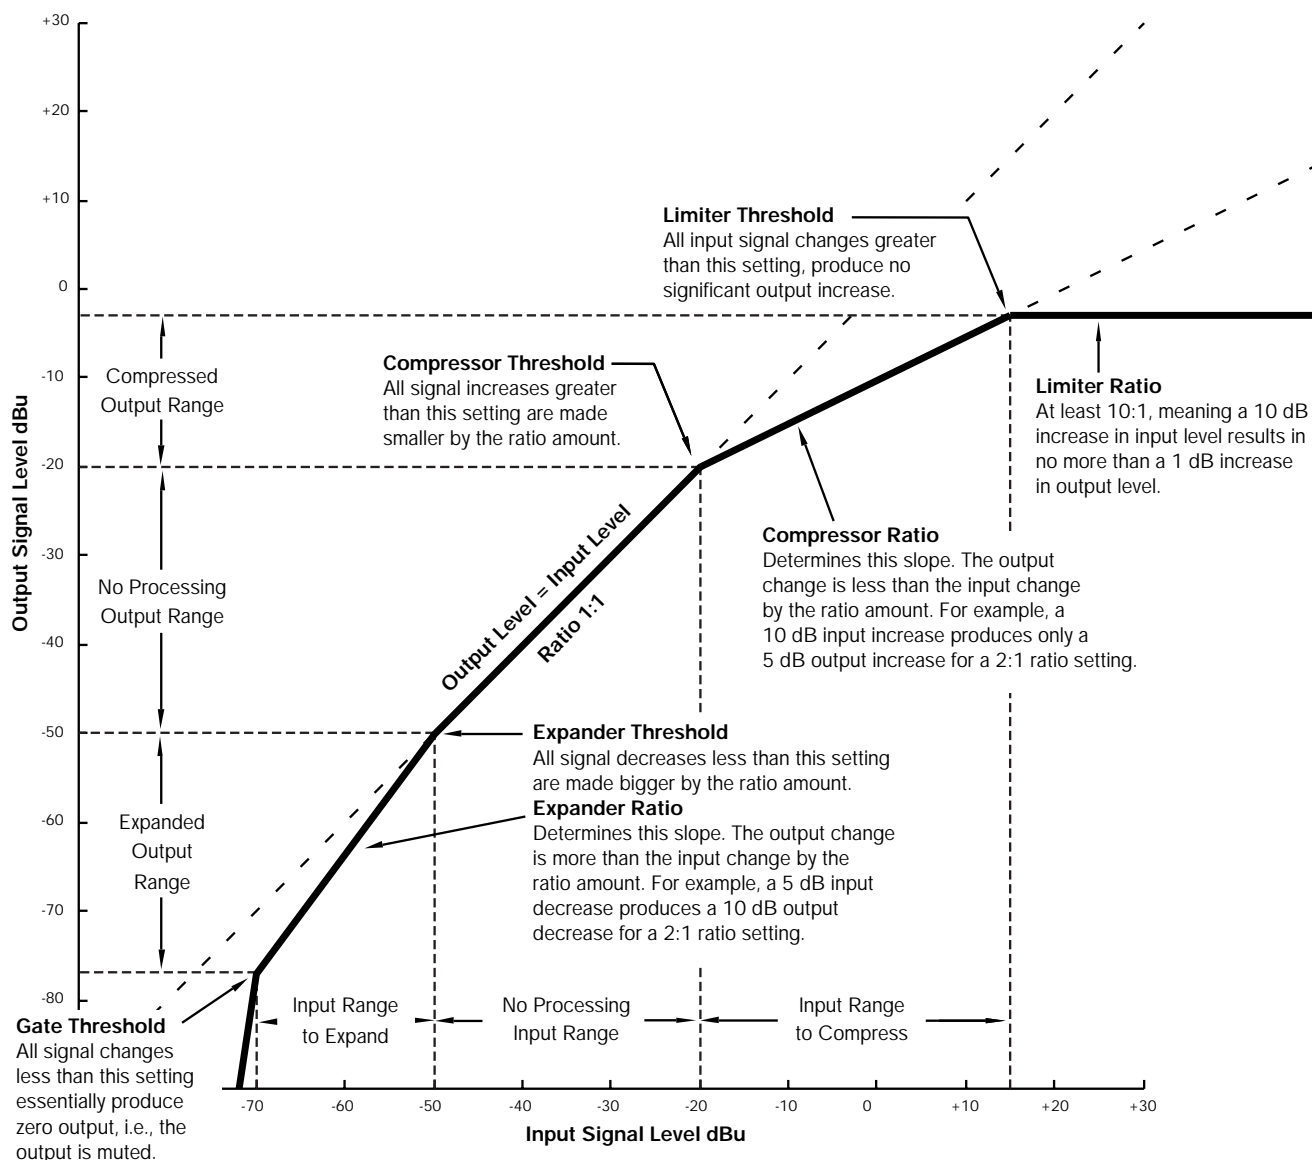 +30
+20
+10
0
-10
-20
-30
-40
-50
-60
-70
-80
Output Signal Level dBu
Compressed
Output Range
No Processing
Output Range
Expanded
Output
Range
Limiter Threshold
All input signal changes greater
than this setting, produce no
significant output increase.
Compressor Threshold
All signal increases greater
than this setting are made
smaller by the ratio amount.
Limiter Ratio
At least 10:1, meaning a 10 dB
increase in input level results in
no more than a 1 dB increase
in output level.
Compressor Ratio
Determines this slope. The output
change is less than the input change
by the ratio amount. For example, a
10 dB input increase produces only a
5 dB output increase for a 2:1 ratio setting.
Output Level = Input Level
Ratio 1:1
Expander Threshold
All signal decreases less than this setting
are made bigger by the ratio amount.
Expander Ratio
Determines this slope. The output change
is more than the input change by the
ratio amount. For example, a 5 dB input
decrease produces a 10 dB output
decrease for a 2:1 ratio setting.
Gate Threshold
All signal changes
less than this setting
essentially produce
zero output, i.e., the
output is muted.
Input Range
to Expand
No Processing
Input Range
Input Range
to Compress
-70
-60
-50
-40
-30
-20
-10
0
+10
+20
+30
Input Signal Level dBu